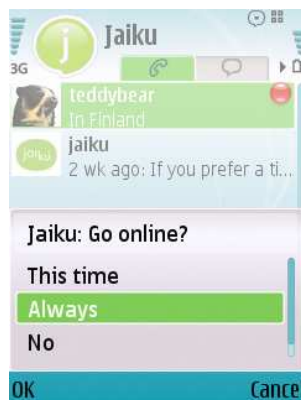 Jaiku
3G
teddybear
In Finland
jaiku
2 wk ago: If you prefer a ti...
Jaiku: Go online?
This time
Always
No
OK Cance